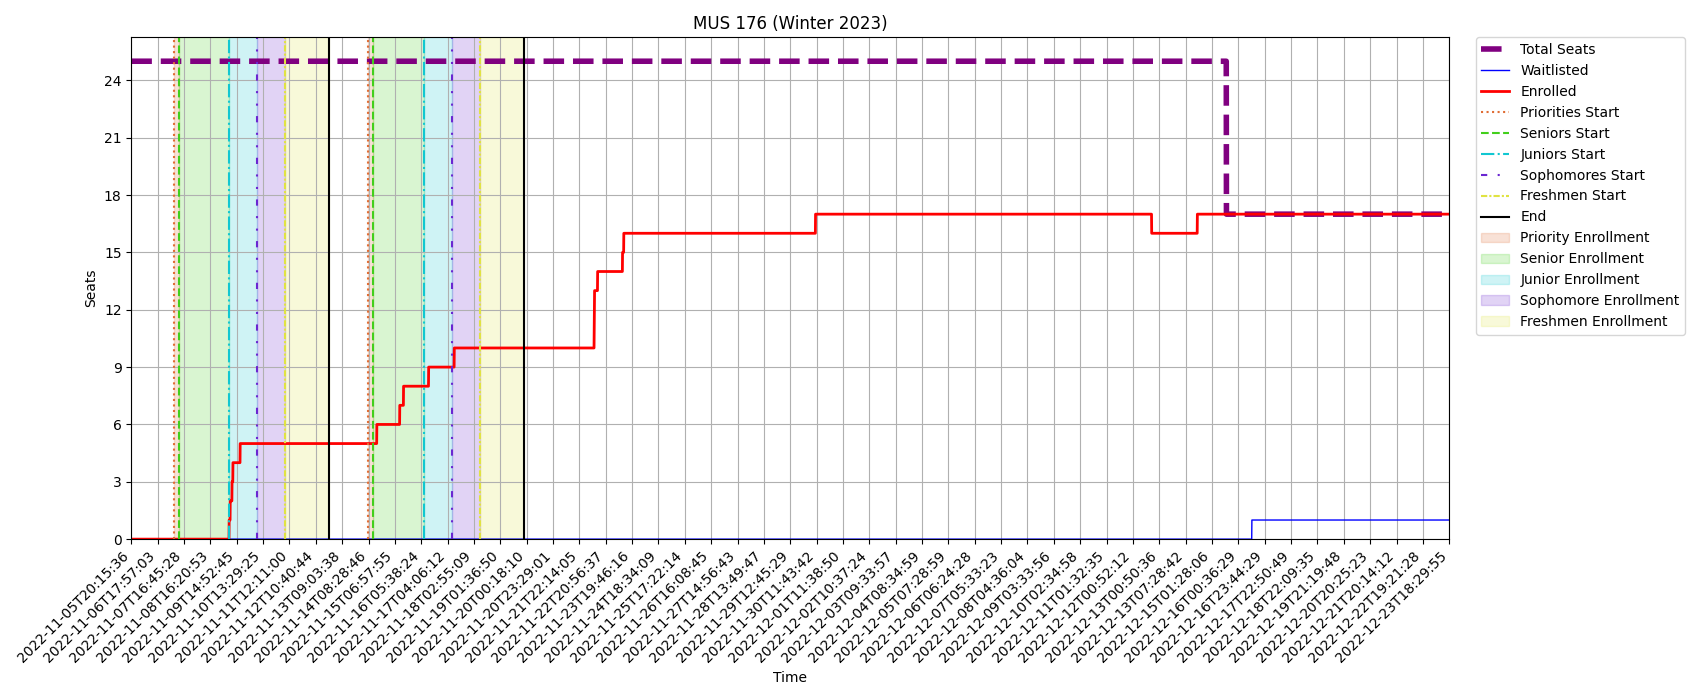 MUS 176 (Winter 2023)
Seats
24
21
18
15
12
9
6
3
0
2022-11-05T20:15:36
2022-11-06T17:57:03
2022-11-07T16:45:28
2022-11-08T16:20:53
2022-11-09T14:52:45
2022-11-10T13:29:25
2022-11-11T12:11:00
2022-11-12T10:40:44
2022-11-13T09:03:38
2022-11-14T08:28:46
2022-11-15T06:57:55
2022-11-16T05:38:24
2022-11-17T04:06:12
2022-11-18T02:55:09
2022-11-19T01:36:50
2022-11-20T00:18:10
2022-11-20T23:29:01
2022-11-21T22:14:05
2022-11-22T20:56:37
2022-11-23T19:46:16
2022-11-24T18:34:09
2022-11-25T17:22:14
2022-11-26T16:08:45
2022-11-27T14:56:43
2022-11-28T13:49:47
2022-11-29T12:45:29
2022-11-30T11:43:42
2022-12-01T11:38:50
2022-12-02T10:37:24
2022-12-03T09:33:57
2022-12-04T08:34:59
2022-12-05T07:28:59
2022-12-06T06:24:28
2022-12-07T05:33:23
2022-12-08T04:36:04
2022-12-09T03:33:56
2022-12-10T02:34:58
2022-12-11T01:32:35
2022-12-12T00:52:12
2022-12-13T00:50:36
2022-12-13T07:28:42
2022-12-15T01:28:06
2022-12-16T00:36:29
2022-12-16T23:44:29
2022-12-17T22:50:49
2022-12-18T22:09:35
2022-12-19T21:19:48
2022-12-20T20:25:23
2022-12-21T20:14:12
2022-12-22T19:21:28
2022-12-23T18:29:55
Time
Total Seats
Waitlisted
Enrolled
Priorities Start
Seniors Start
Juniors Start
Sophomores Start
Freshmen Start
End
Priority Enrollment
Senior Enrollment
Junior Enrollment
Sophomore Enrollment
Freshmen Enrollment